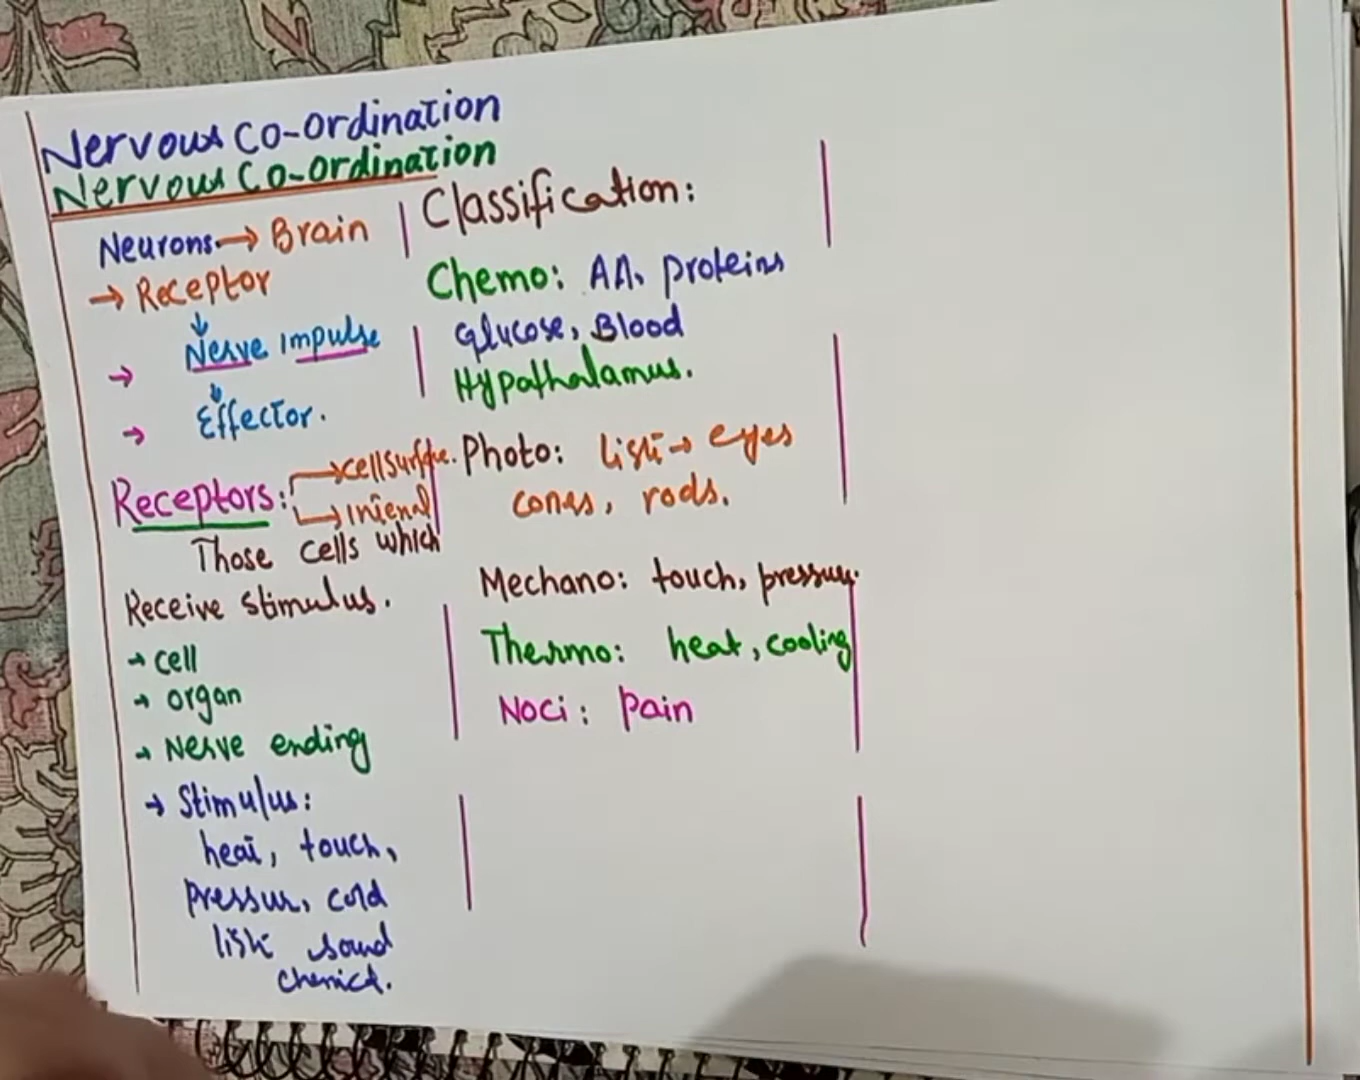 Nervous Co-ordination
Nervous Co-ordination
Neurons → Brain
→ Receptor
↓
→ Nerve impulse
↓
→ Effector.
Receptors: → cell surface.
→ internal
Those cells which
Receive stimulus.
→ cell
→ organ
→ Nerve ending
→ Stimulus:
heat, touch,
pressur, cold
light sound
chemical.
Classification:
Chemo: AA, proteins
glucose, Blood
Hypothalamus.
Photo: light → eyes
cones, rods.
Mechano: touch, pressure.
Thermo: heat, cooling
Noci: pain